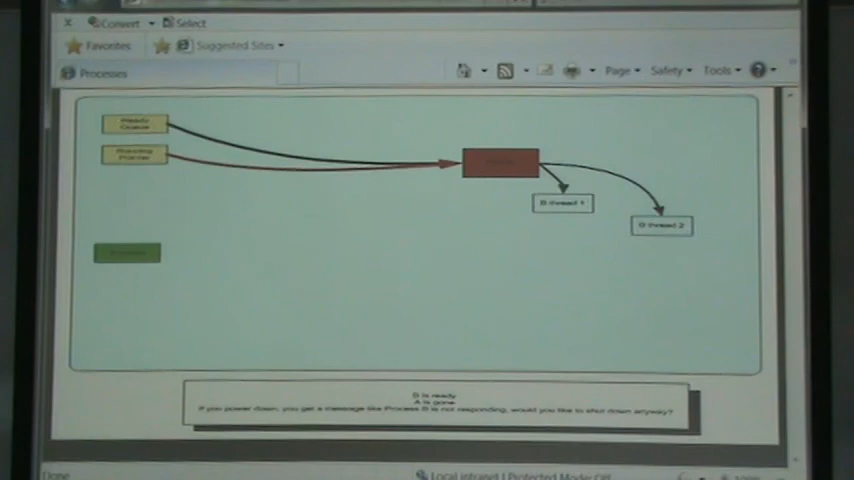 x Convert Select
Favorites Suggested Sites
Processes
Page Safety Tools
Ready
Queue
Running
Pointer
B thread 1
B thread 2
B is ready
A is gone
If you power down, you get a message like Process B is not responding, would you like to shut down anyway?
Done
Local intranet | Protected Mode: Off